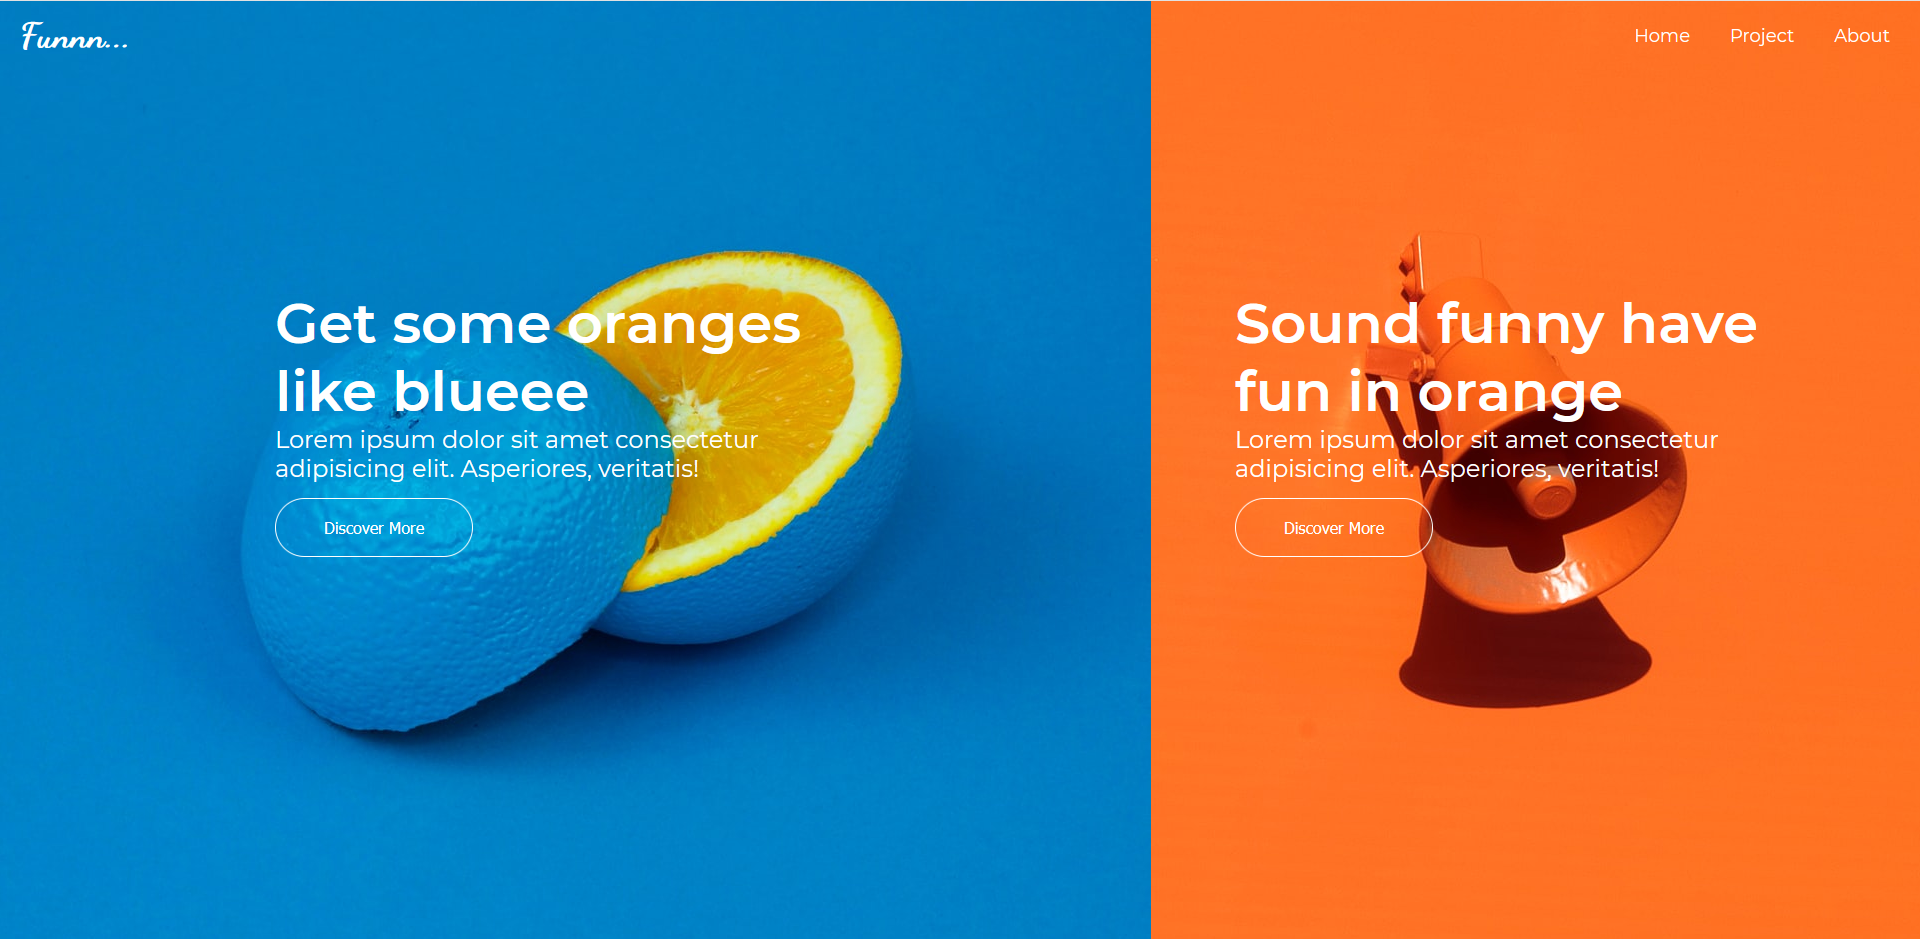 Funnn...
Home Project About
Get some oranges
like blueee
Lorem ipsum dolor sit amet consectetur
adipisicing elit. Asperiores, veritatis!
Discover More
Sound funny have
fun in orange
Lorem ipsum dolor sit amet consectetur
adipisicing elit. Asperiores, veritatis!
Discover More